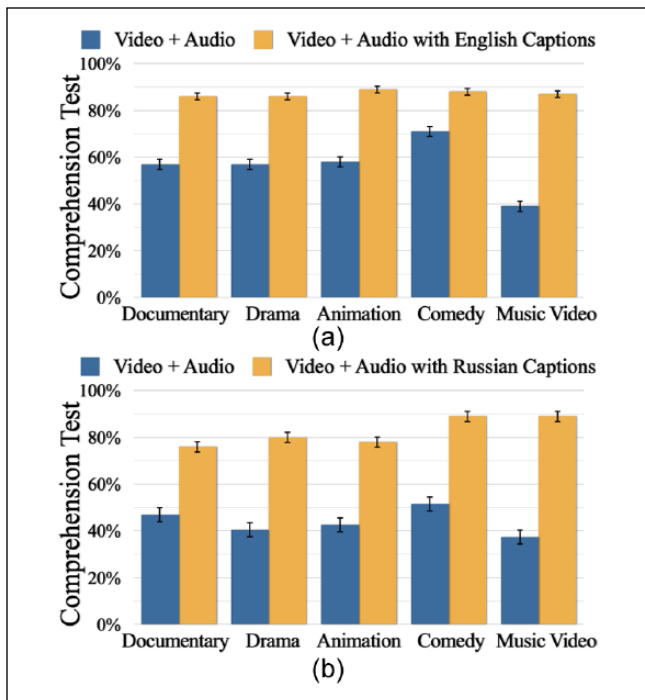 Video + Audio Video + Audio with English Captions
100%
80%
60%
40%
20%
0%
Comprehension Test
Documentary Drama Animation Comedy Music Video
(a)
Video + Audio Video + Audio with Russian Captions
100%
80%
60%
40%
20%
0%
Comprehension Test
Documentary Drama Animation Comedy Music Video
(b)